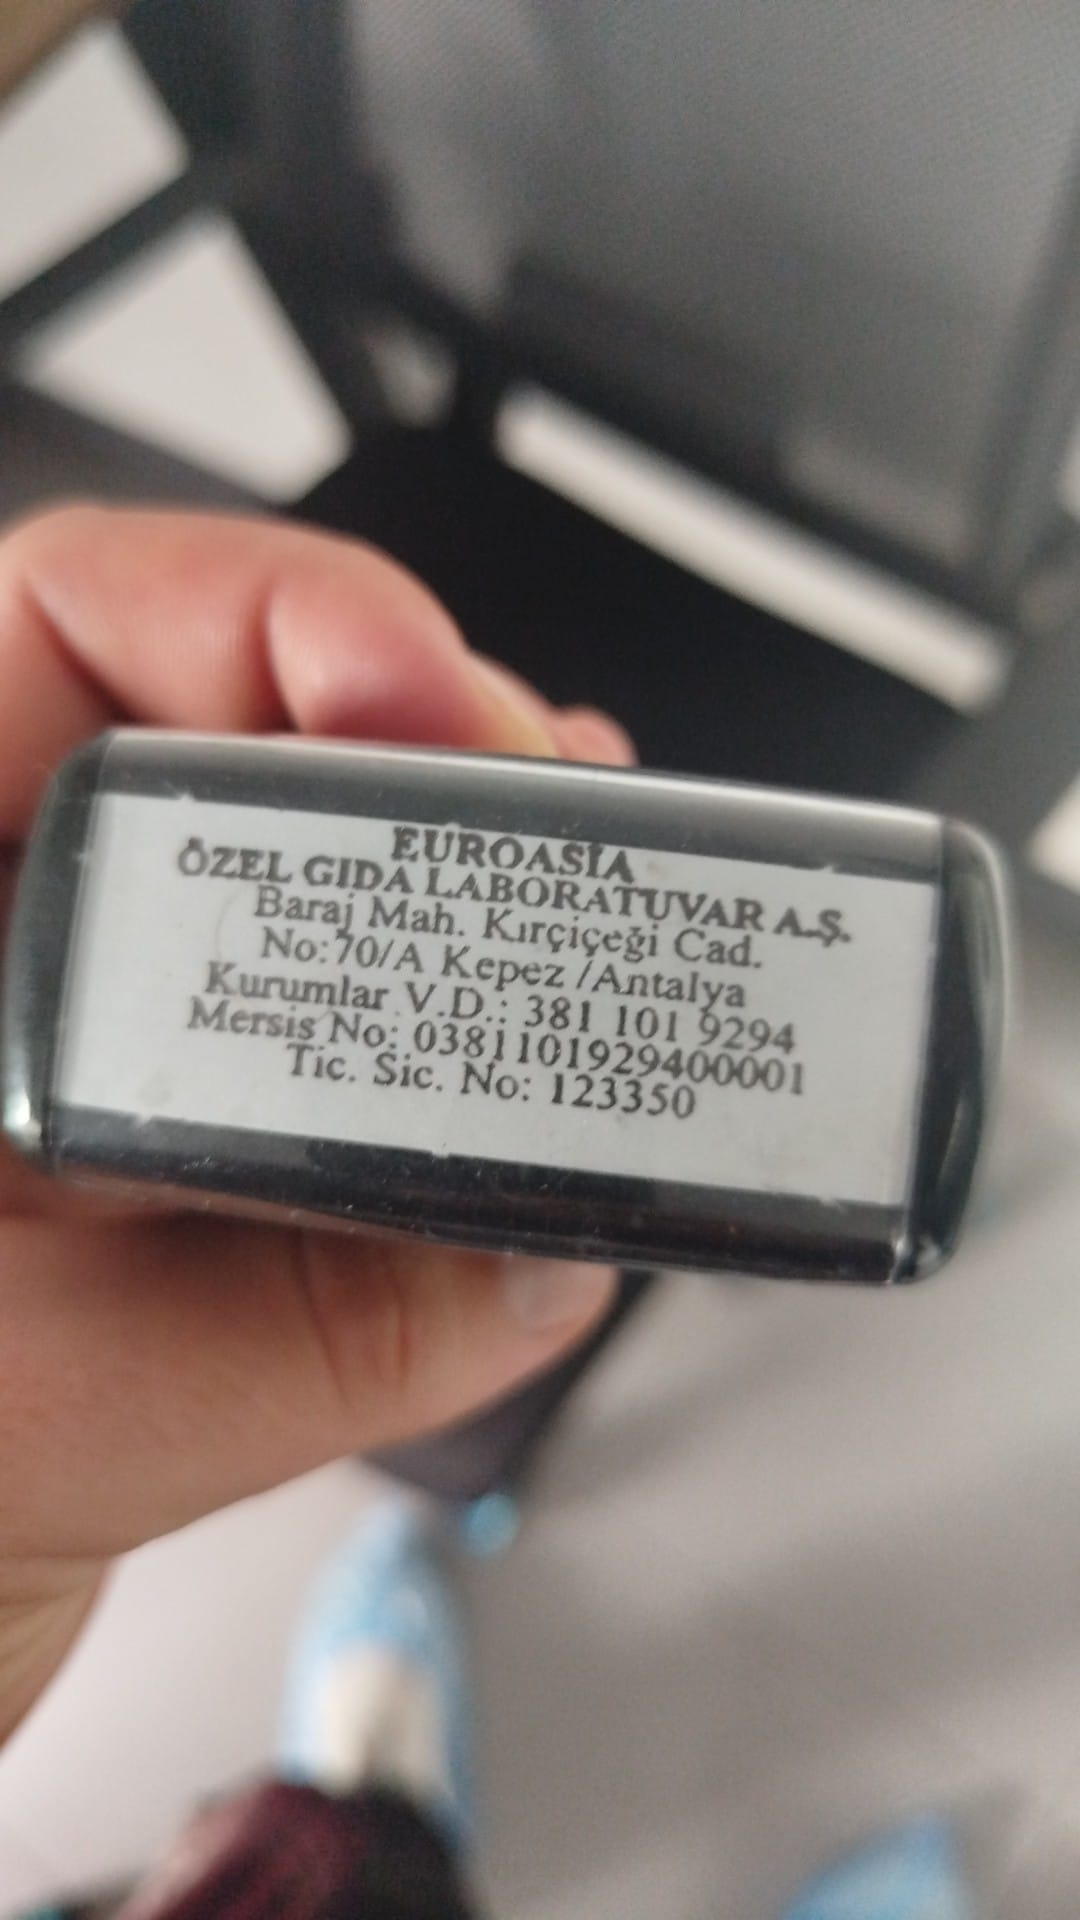 EUROASİA
ÖZEL GIDA LABORATUVAR A.Ş.
Baraj Mah. Kırçiçeği Cad.
No:70/A Kepez /Antalya
Kurumlar V.D.: 381 101 9294
Mersis No: 0381101929400001
Tic. Sic. No: 123350